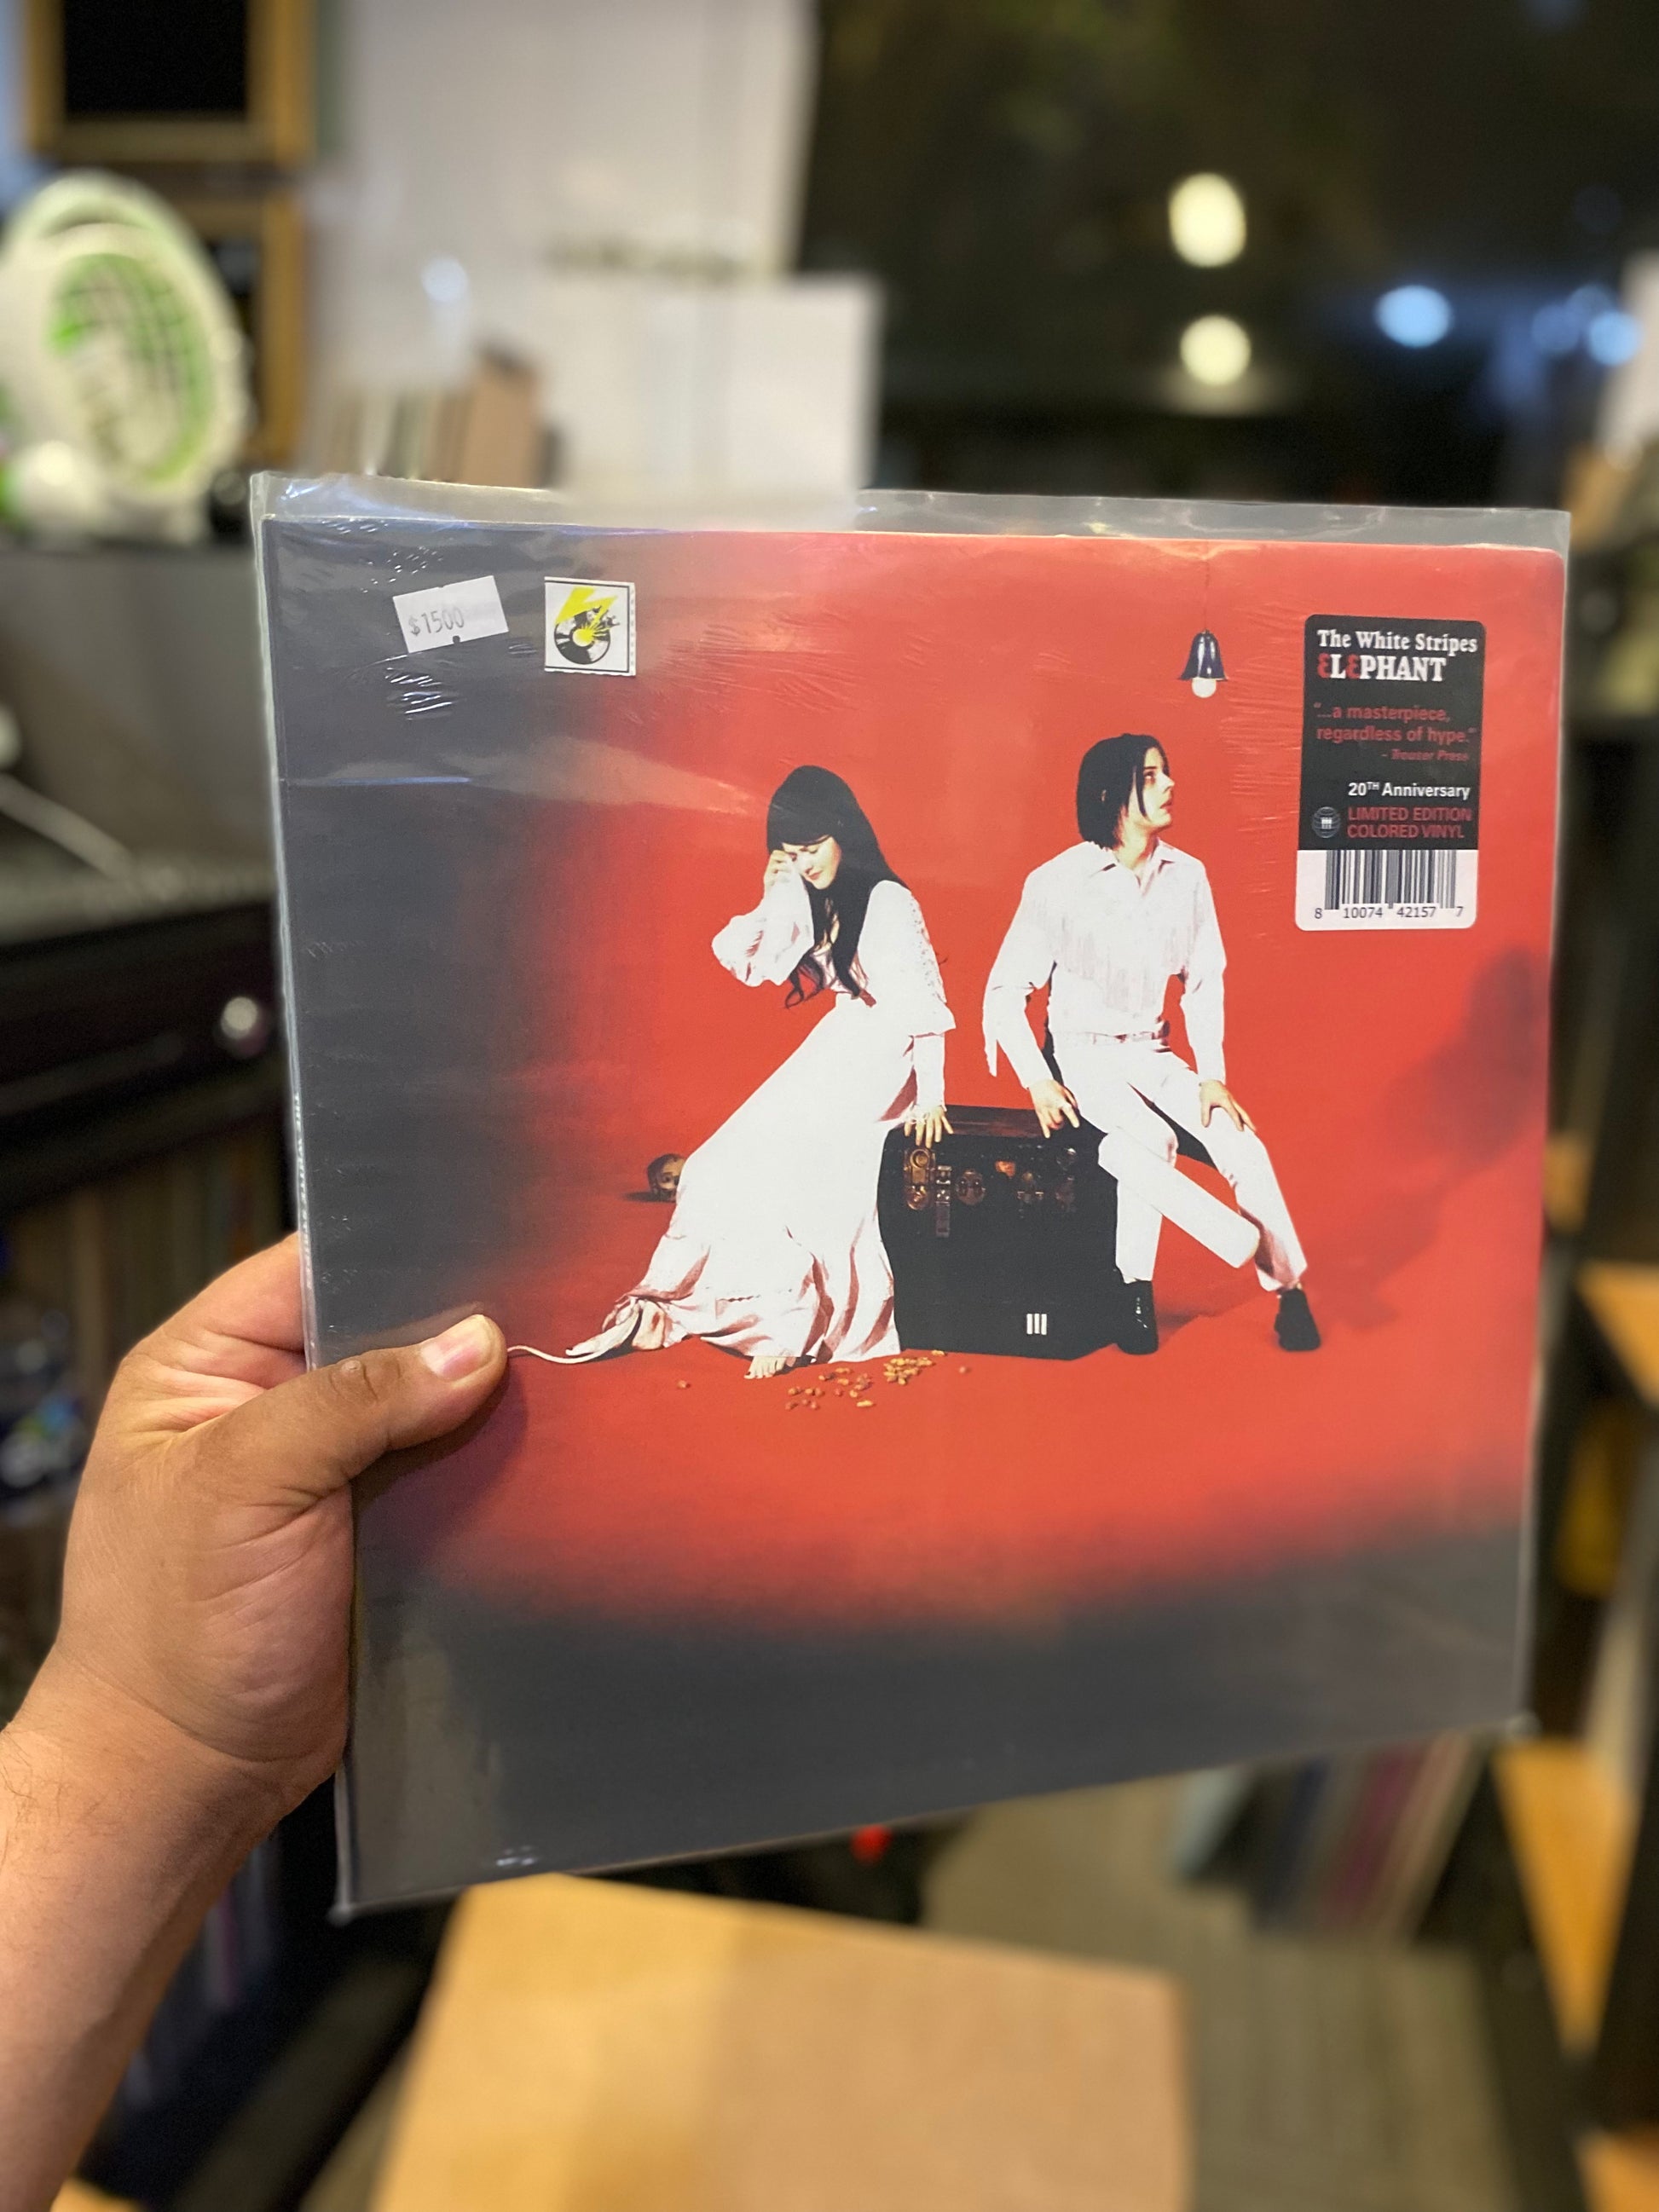 $1500
The White Stripes
ƐLƐPHANT
"...a masterpiece,
regardless of hype."
- Trouser Press
20TH Anniversary
LIMITED EDITION
COLORED VINYL
8 10074 42157 7
III